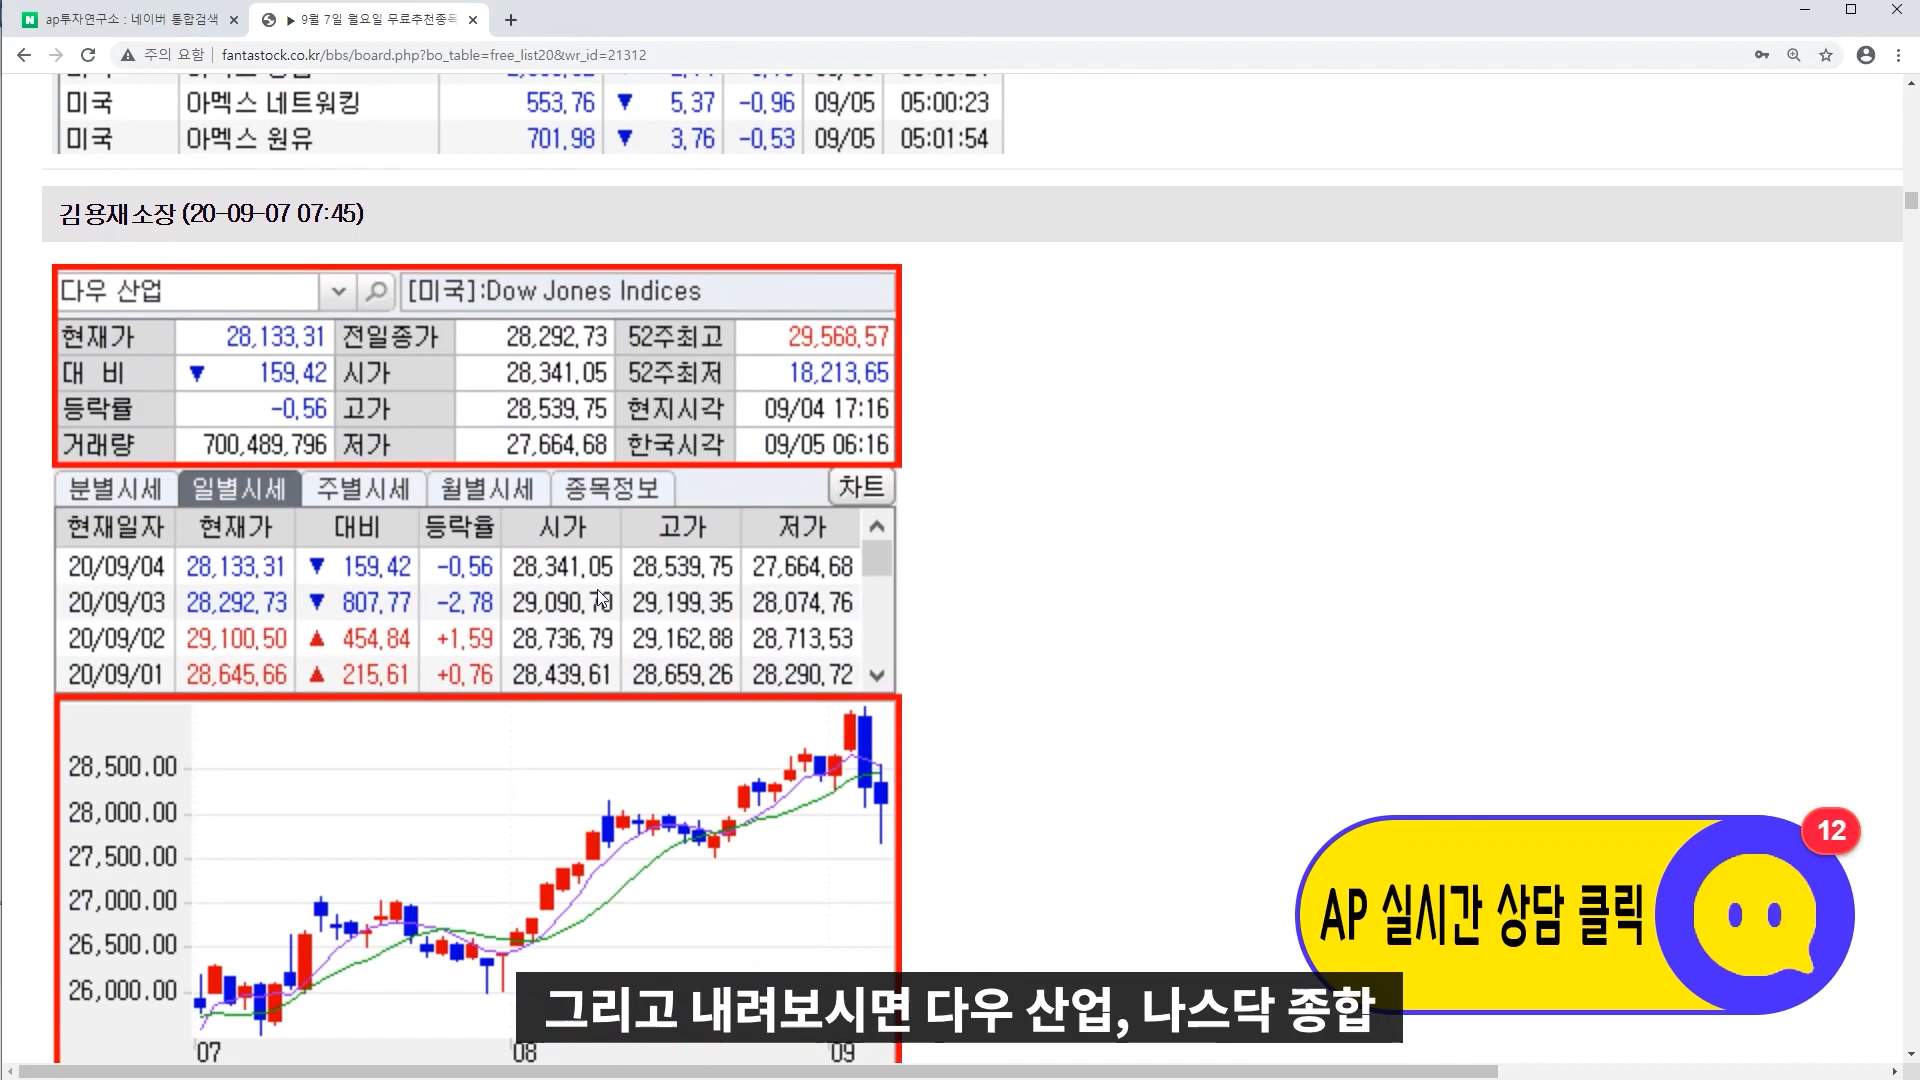 ap투자연구소 : 네이버 통합검색
▶ 9월 7일 월요일 무료추천종목
주의 요함 | fantastock.co.kr/bbs/board.php?bo_table=free_list20&wr_id=21312
미국 아멕스 네트워킹 553.76 ▼ 5.37 -0.96 09/05 05:00:23
미국 아멕스 원유 701.98 ▼ 3.76 -0.53 09/05 05:01:54
김용재소장 (20-09-07 07:45)
다우 산업 [미국]:Dow Jones Indices
현재가 28,133.31 전일종가 28,292.73 52주최고 29,568.57
대 비 ▼ 159.42 시가 28,341.05 52주최저 18,213.65
등락률 -0.56 고가 28,539.75 현지시각 09/04 17:16
거래량 700,489,796 저가 27,664.68 한국시각 09/05 06:16
분별시세 일별시세 주별시세 월별시세 종목정보 차트
현재일자 현재가 대비 등락율 시가 고가 저가
20/09/04 28,133.31 ▼ 159.42 -0.56 28,341.05 28,539.75 27,664.68
20/09/03 28,292.73 ▼ 807.77 -2.78 29,199.35 28,074.76
20/09/02 29,100.50 ▲ 454.84 +1.59 28,736.79 29,162.88 28,713.53
20/09/01 28,645.66 ▲ 215.61 +0.76 28,439.61 28,659.26 28,290.72
28,500.00
28,000.00
27,500.00
27,000.00
26,500.00
26,000.00
07 08 09
12
AP 실시간 상담 클릭
그리고 내려보시면 다우 산업, 나스닥 종합